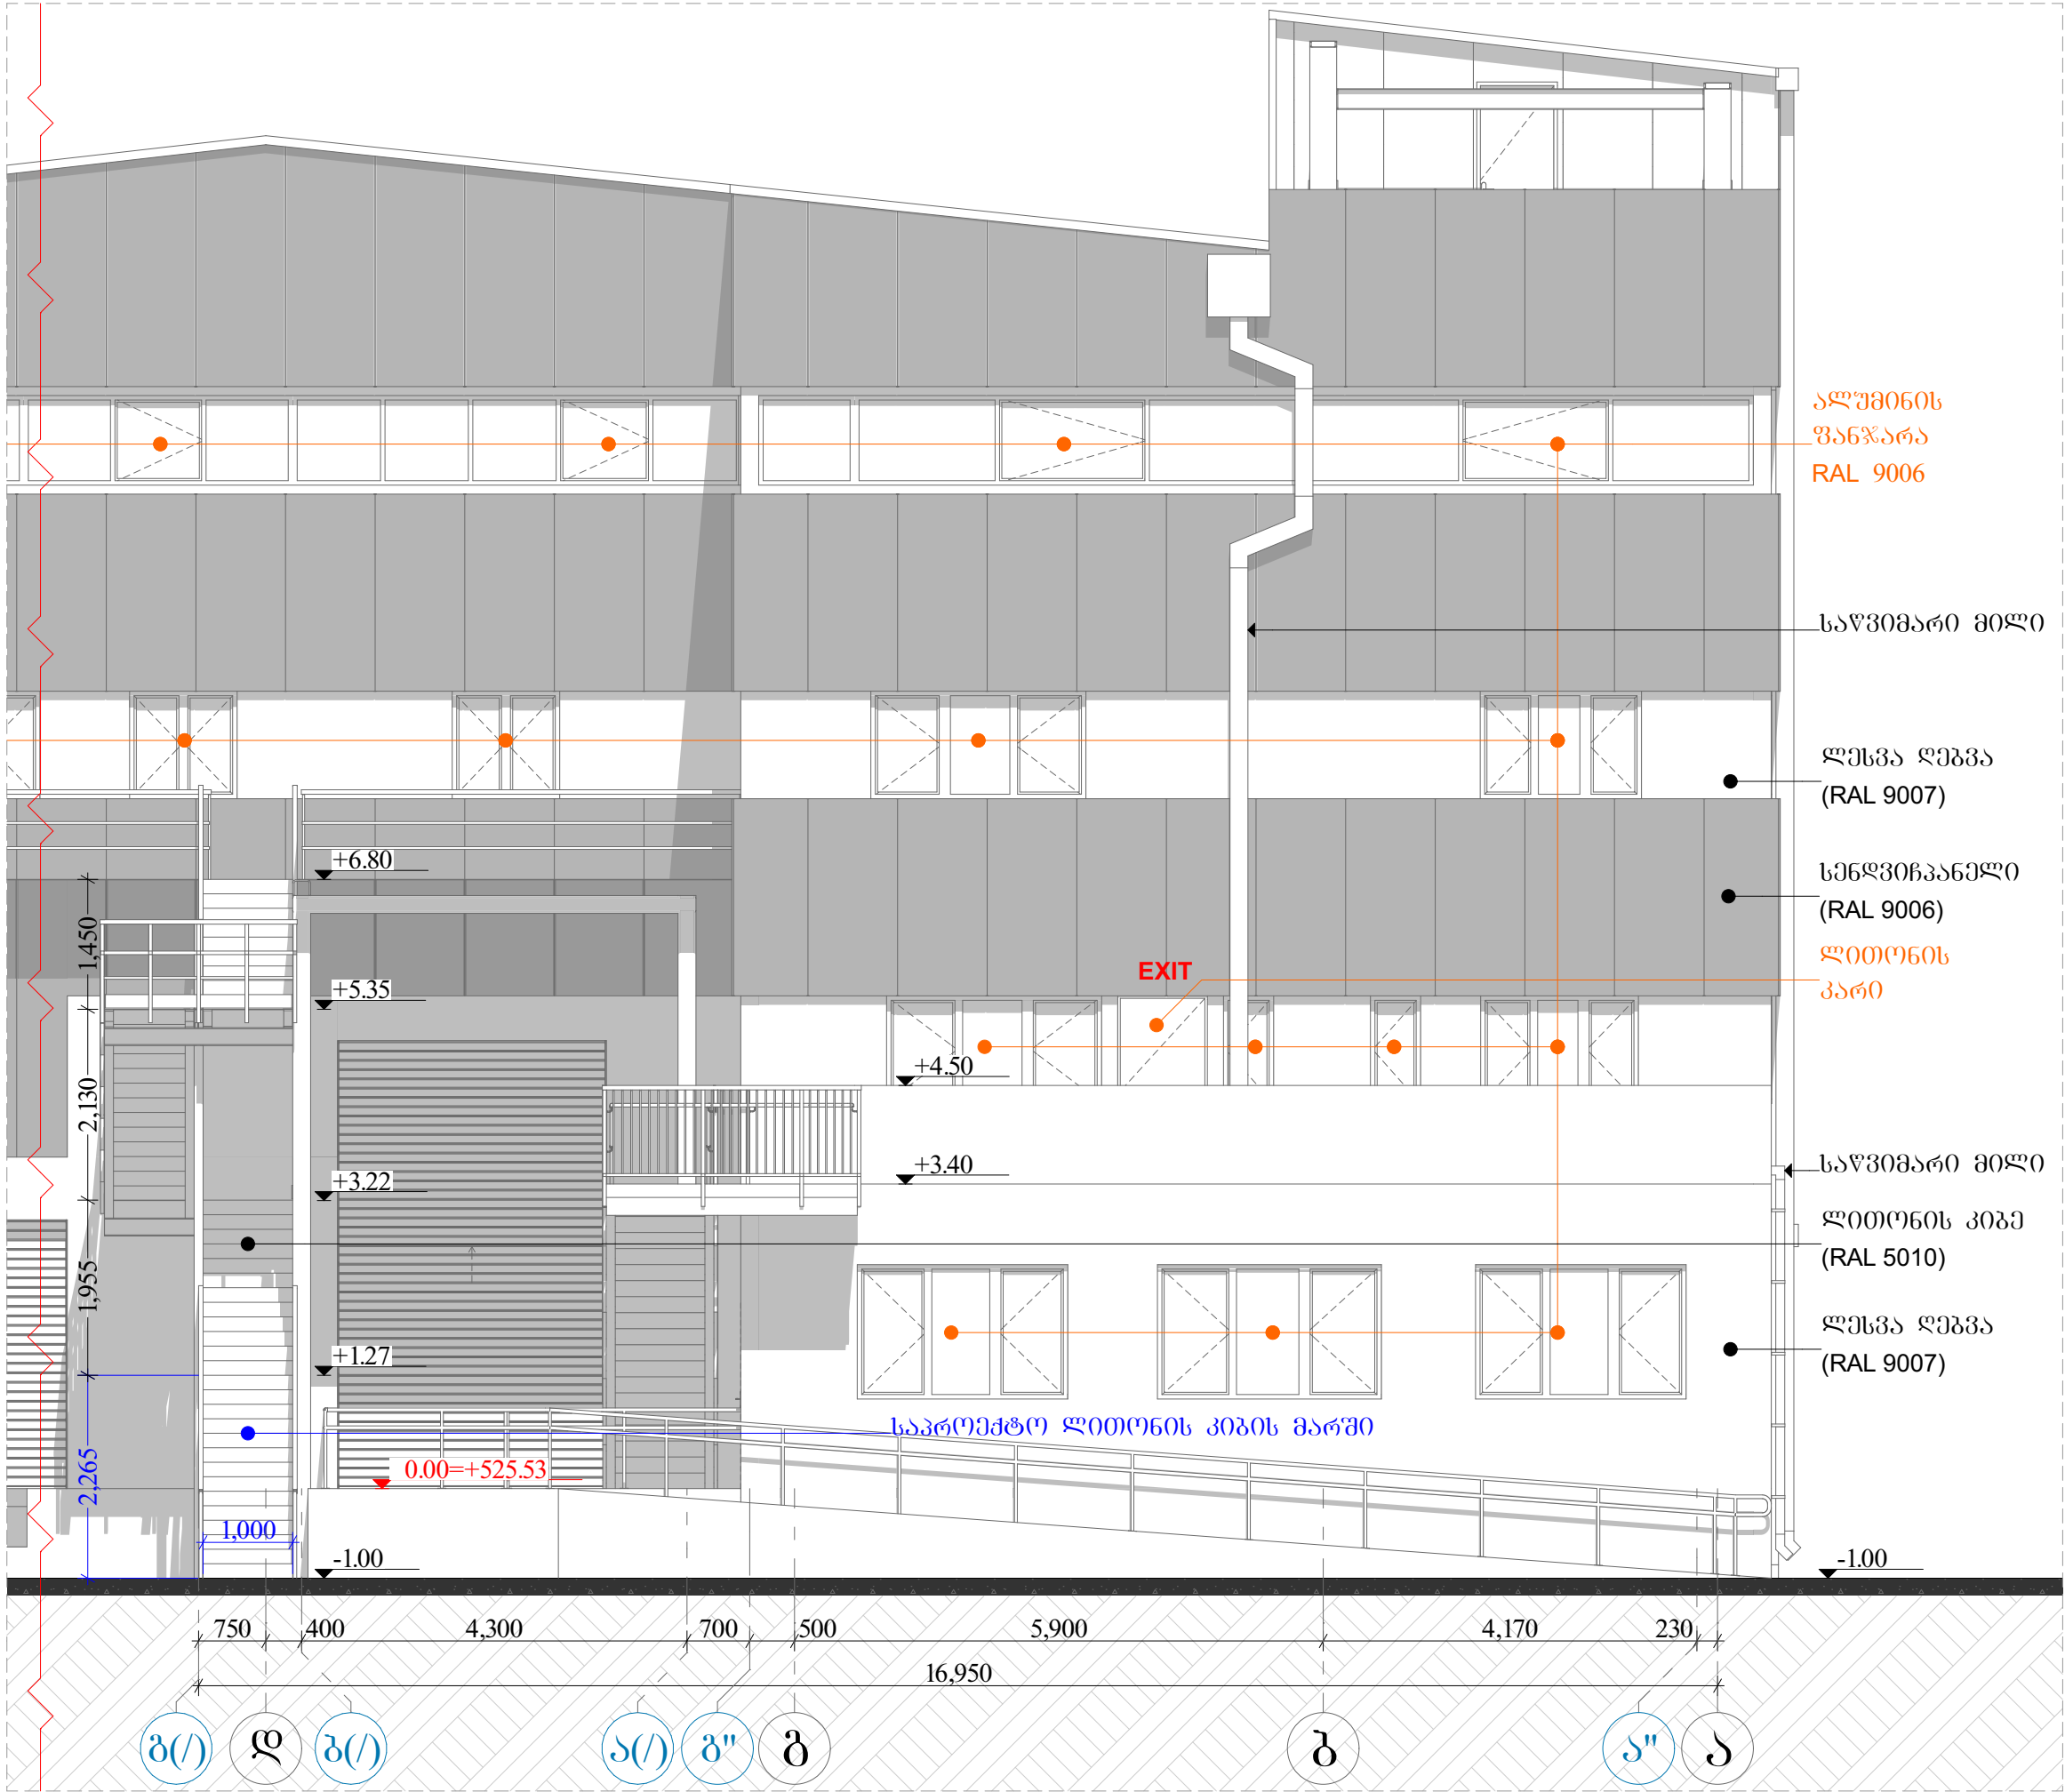 ალუმინის
ფანჯარა
RAL 9006
საწვიმარი მილი
ლესვა ღებვა
(RAL 9007)
+6.80
სენდვიჩპანელი
(RAL 9006)
1,450
ლითონის
კარი
EXIT
+5.35
+4.50
2,130
+3.40
საწვიმარი მილი
+3.22
ლითონის კიბე
(RAL 5010)
1,955
ლესვა ღებვა
(RAL 9007)
+1.27
საპროექტო ლითონის კიბის მარში
2,265
0.00=+525.53
1,000
-1.00
-1.00
750 400 4,300 700 500 5,900 4,170 230
16,950
გ(/) დ ბ(/) ა(/) გ" გ ბ ა" ა